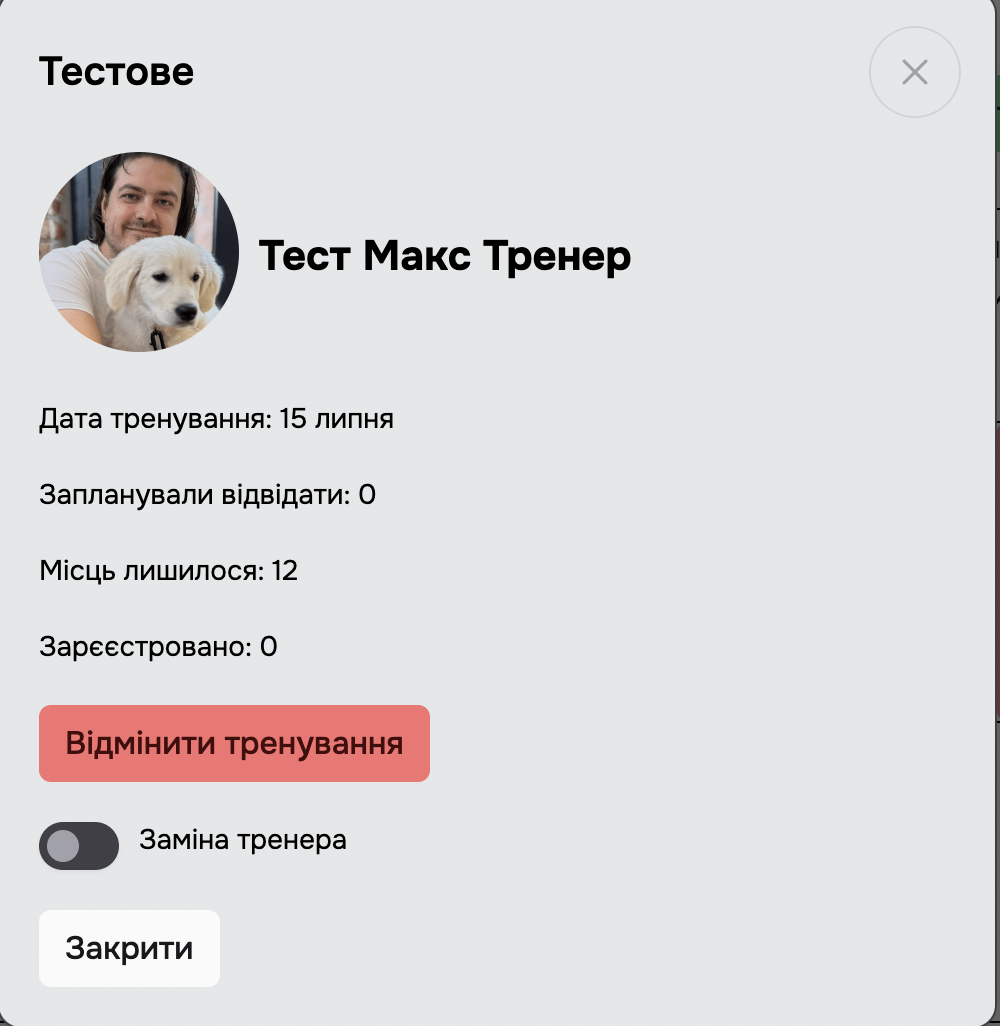 Тестове
Тест Макс Тренер
Дата тренування: 15 липня
Запланували відвідати: 0
Місць лишилося: 12
Зареєстровано: 0
Відмінити тренування
Заміна тренера
Закрити